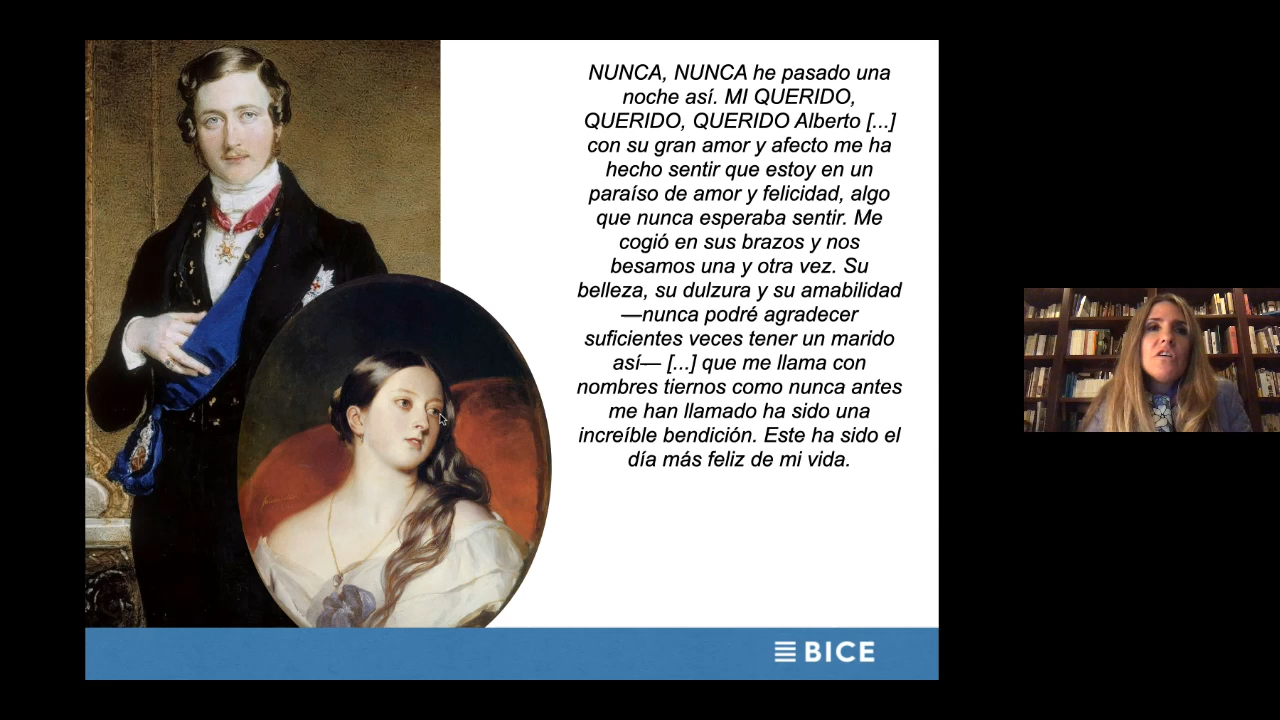 NUNCA, NUNCA he pasado una
noche así. MI QUERIDO,
QUERIDO, QUERIDO Alberto [...]
con su gran amor y afecto me ha
hecho sentir que estoy en un
paraíso de amor y felicidad, algo
que nunca esperaba sentir. Me
cogió en sus brazos y nos
besamos una y otra vez. Su
belleza, su dulzura y su amabilidad
—nunca podré agradecer
suficientes veces tener un marido
así— [...] que me llama con
nombres tiernos como nunca antes
me han llamado ha sido una
increíble bendición. Este ha sido el
día más feliz de mi vida.
BICE